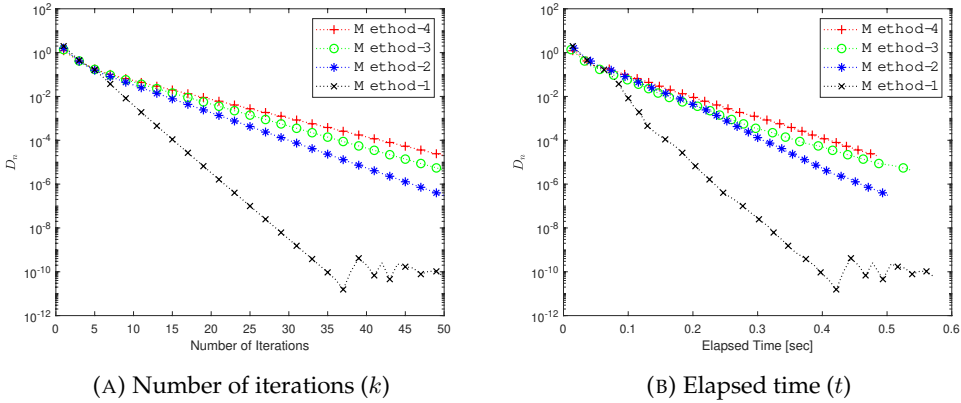 10^2
10^0
10^-2
10^-4
10^-6
10^-8
10^-10
10^-12
D_n
0 5 10 15 20 25 30 35 40 45 50
Number of Iterations
M ethod-4
M ethod-3
M ethod-2
M ethod-1
(A) Number of iterations (k)
10^2
10^0
10^-2
10^-4
10^-6
10^-8
10^-10
10^-12
D_n
0 0.1 0.2 0.3 0.4 0.5 0.6
Elapsed Time [sec]
M ethod-4
M ethod-3
M ethod-2
M ethod-1
(B) Elapsed time (t)